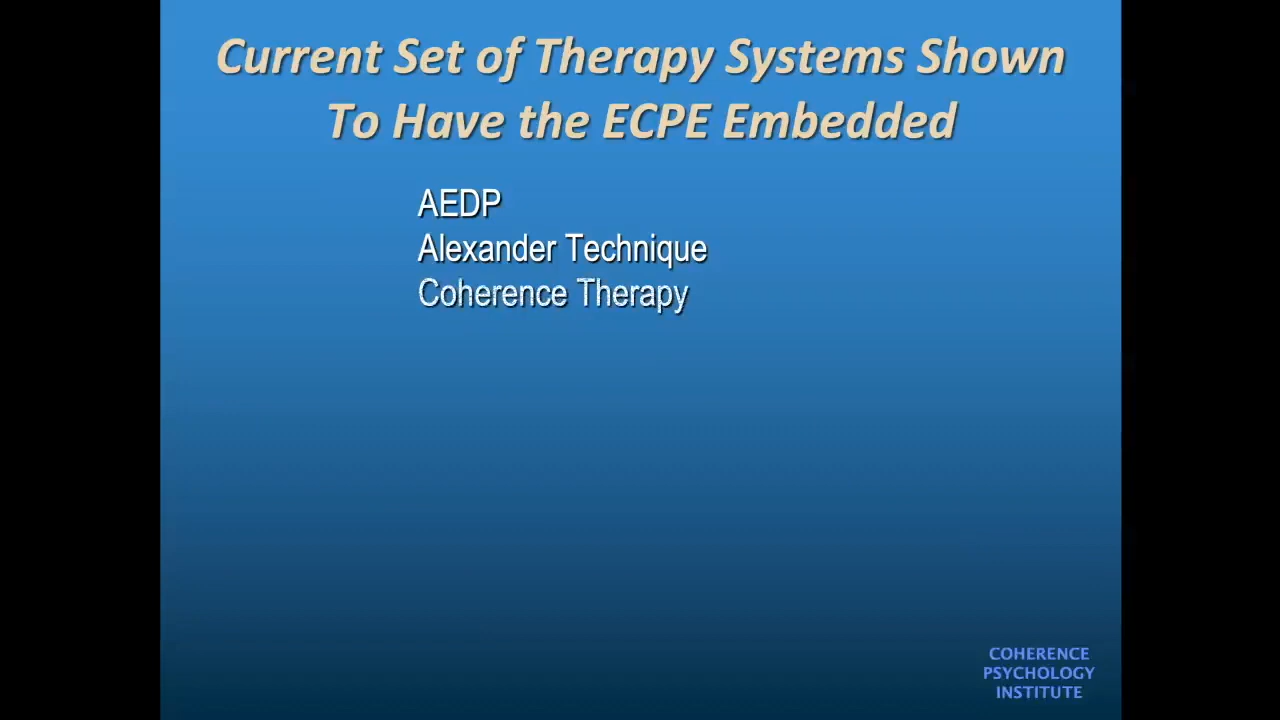 Current Set of Therapy Systems Shown
To Have the ECPE Embedded
AEDP
Alexander Technique
Coherence Therapy
COHERENCE
PSYCHOLOGY
INSTITUTE